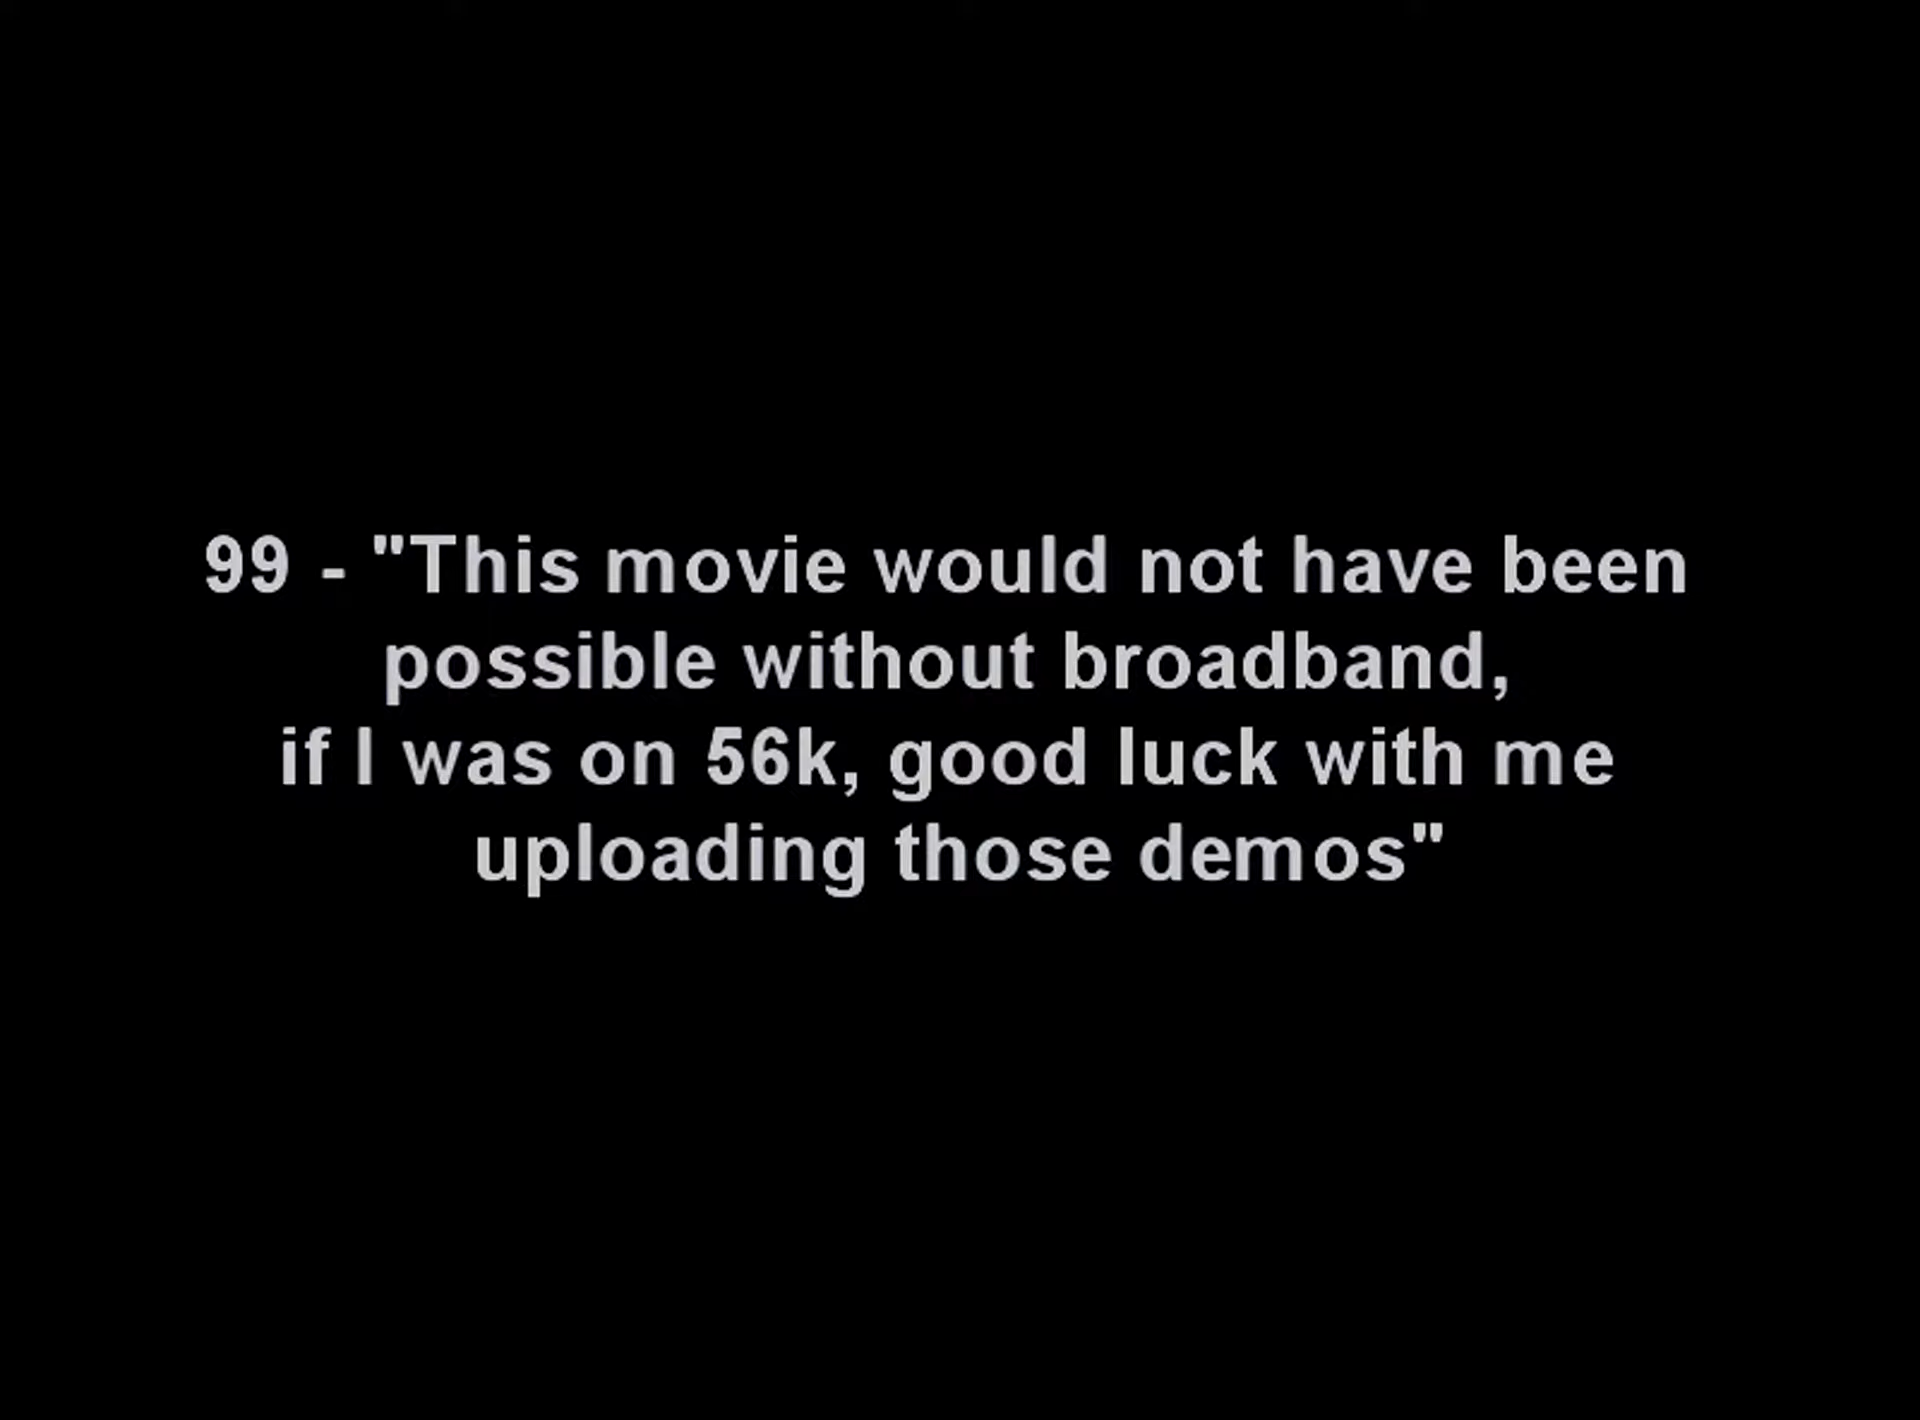 99 - "This movie would not have been
possible without broadband,
if I was on 56k, good luck with me
uploading those demos"